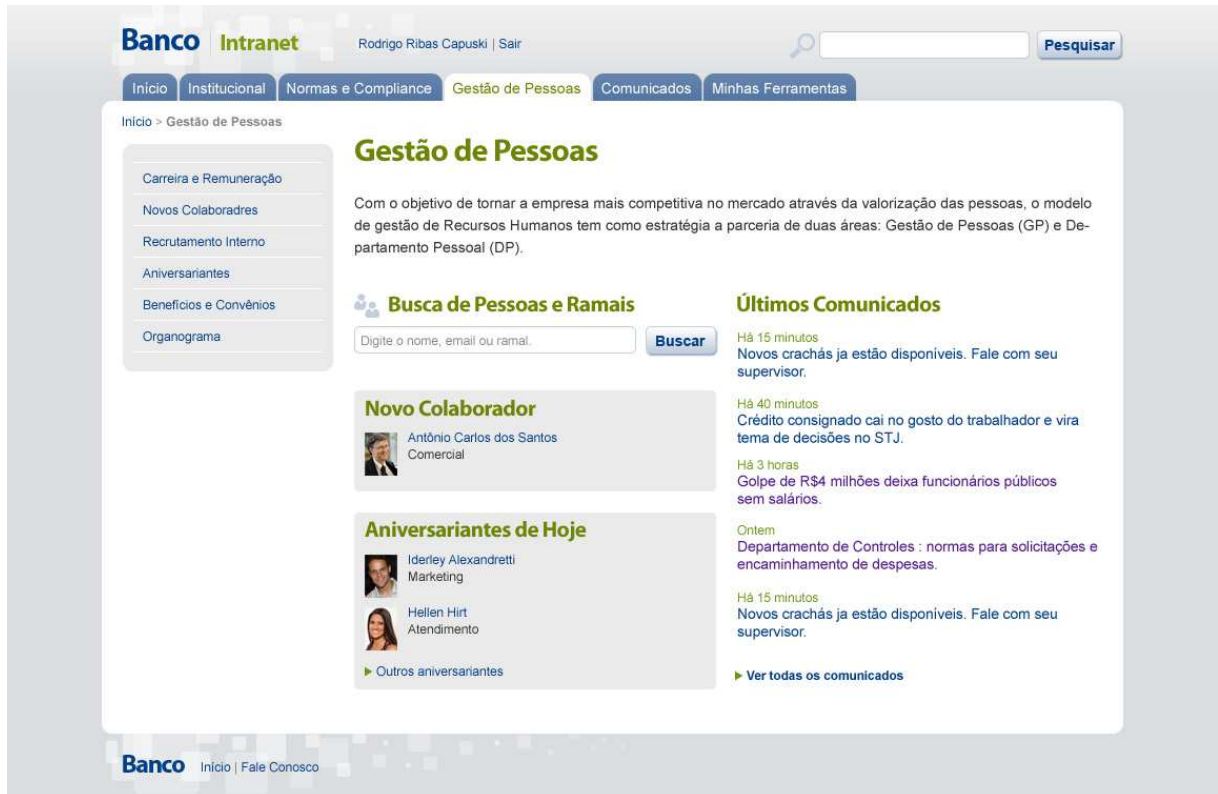 Banco Intranet
Rodrigo Ribas Capuski | Sair
Pesquisar
Início Institucional Normas e Compliance Gestão de Pessoas Comunicados Minhas Ferramentas
Início > Gestão de Pessoas
Carreira e Remuneração
Novos Colaboradres
Recrutamento Interno
Aniversariantes
Benefícios e Convênios
Organograma
Gestão de Pessoas
Com o objetivo de tornar a empresa mais competitiva no mercado através da valorização das pessoas, o modelo
de gestão de Recursos Humanos tem como estratégia a parceria de duas áreas: Gestão de Pessoas (GP) e De-
partamento Pessoal (DP).
Busca de Pessoas e Ramais
Digite o nome, email ou ramal.
Buscar
Novo Colaborador
Antônio Carlos dos Santos
Comercial
Aniversariantes de Hoje
Iderley Alexandretti
Marketing
Hellen Hirt
Atendimento
Outros aniversariantes
Últimos Comunicados
Há 15 minutos
Novos crachás ja estão disponíveis. Fale com seu
supervisor.
Há 40 minutos
Crédito consignado cai no gosto do trabalhador e vira
tema de decisões no STJ.
Há 3 horas
Golpe de R$4 milhões deixa funcionários públicos
sem salários.
Ontem
Departamento de Controles : normas para solicitações e
encaminhamento de despesas.
Há 15 minutos
Novos crachás ja estão disponíveis. Fale com seu
supervisor.
Ver todas os comunicados
Banco Início | Fale Conosco